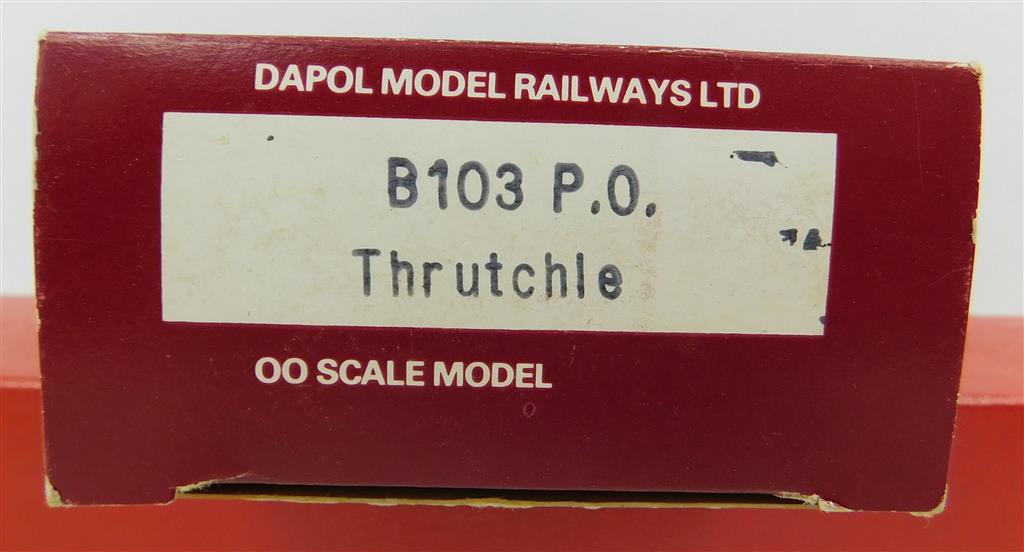 DAPOL MODEL RAILWAYS LTD
B103 P.O.
Thrutchle
OO SCALE MODEL